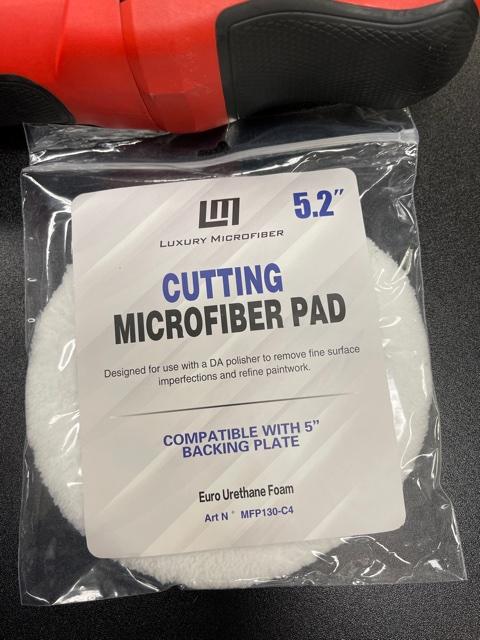 LM
5.2"
LUXURY MICROFIBER
CUTTING
MICROFIBER PAD
Designed for use with a DA polisher to remove fine surface
imperfections and refine paintwork.
COMPATIBLE WITH 5"
BACKING PLATE
Euro Urethane Foam
Art N° MFP130-C4